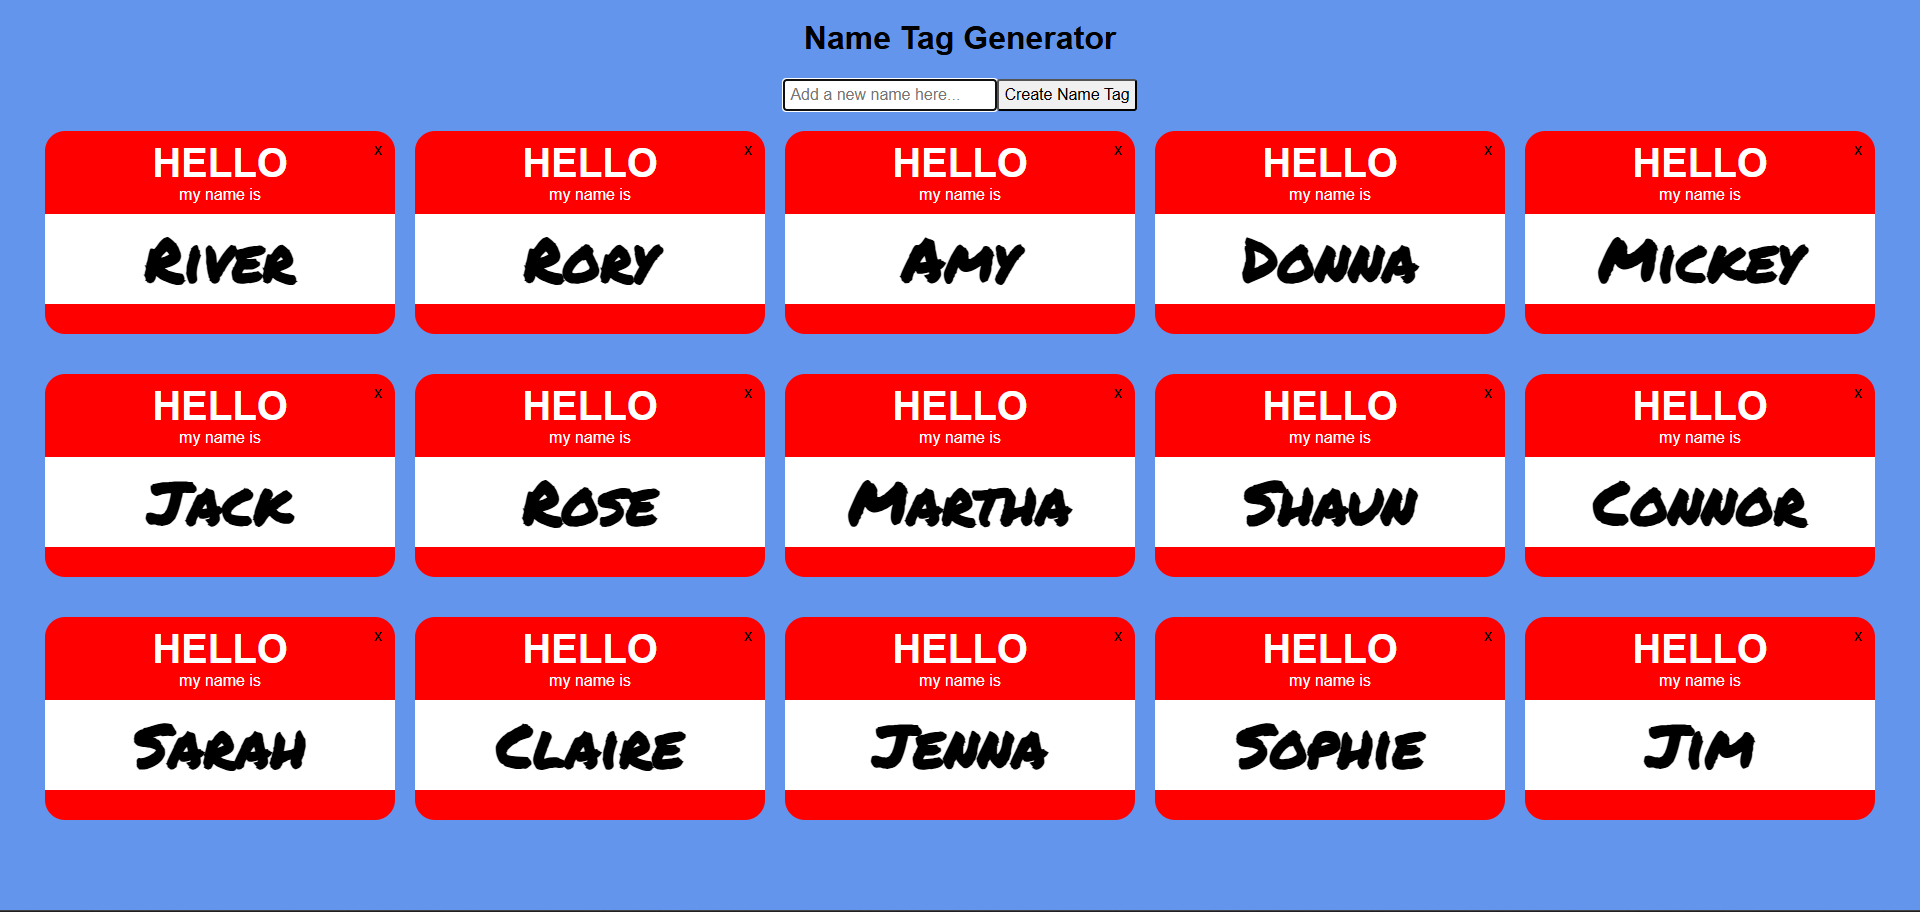 Name Tag Generator
Add a new name here... Create Name Tag
HELLO x HELLO x HELLO x HELLO x HELLO x
my name is my name is my name is my name is my name is
River Rory Amy Donna Mickey
HELLO x HELLO x HELLO x HELLO x HELLO x
my name is my name is my name is my name is my name is
Jack Rose Martha Shaun Connor
HELLO x HELLO x HELLO x HELLO x HELLO x
my name is my name is my name is my name is my name is
Sarah Claire Jenna Sophie Jim